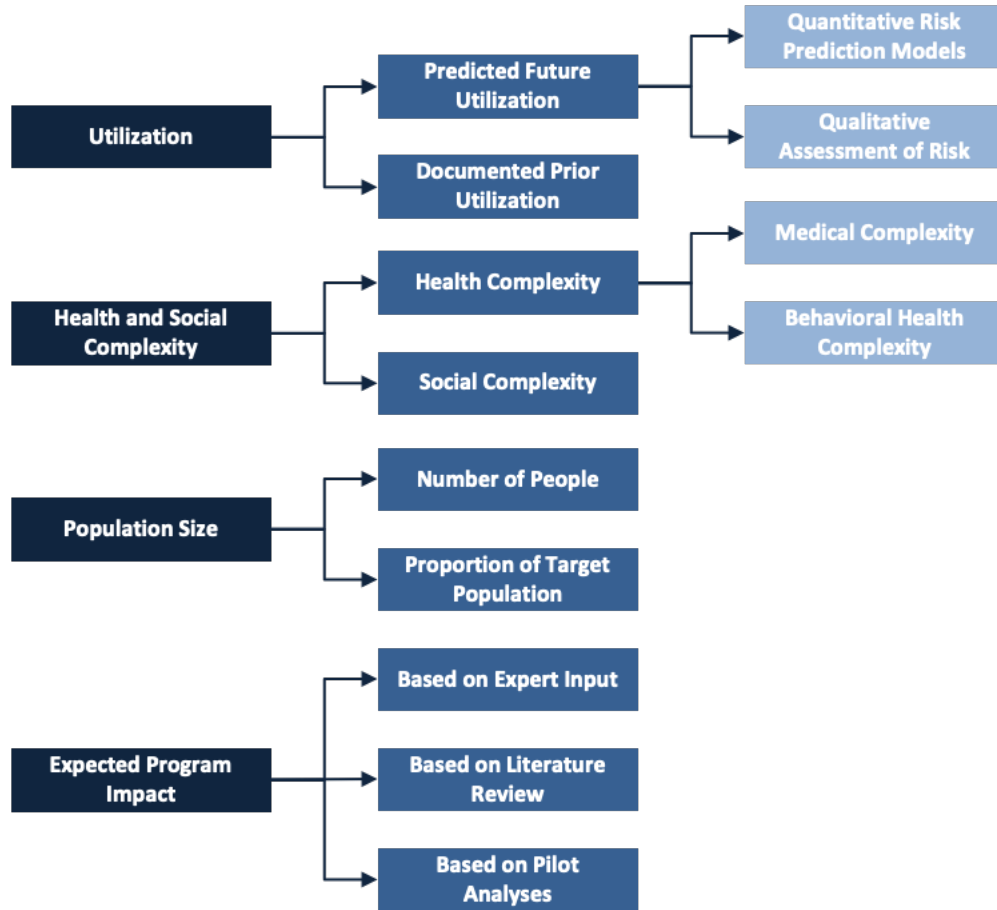 Quantitative Risk
Prediction Models
Predicted Future
Utilization
Utilization
Qualitative
Assessment of Risk
Documented Prior
Utilization
Medical Complexity
Health Complexity
Health and Social
Complexity
Behavioral Health
Complexity
Social Complexity
Number of People
Population Size
Proportion of Target
Population
Based on Expert Input
Expected Program
Impact
Based on Literature
Review
Based on Pilot
Analyses